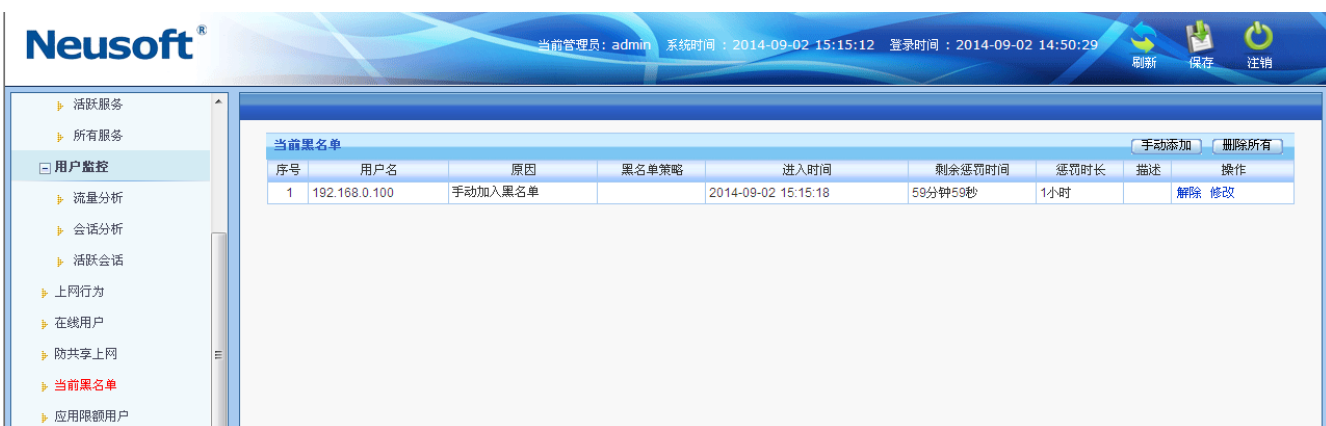 Neusoft®
当前管理员: admin 系统时间 : 2014-09-02 15:15:12 登录时间 : 2014-09-02 14:50:29
刷新 保存 注销
活跃服务
所有服务
用户监控
流量分析
会话分析
活跃会话
上网行为
在线用户
防共享上网
当前黑名单
应用限额用户
当前黑名单 手动添加 删除所有
序号 用户名 原因 黑名单策略 进入时间 剩余惩罚时间 惩罚时长 描述 操作
1 192.168.0.100 手动加入黑名单 2014-09-02 15:15:18 59分钟59秒 1小时 解除 修改